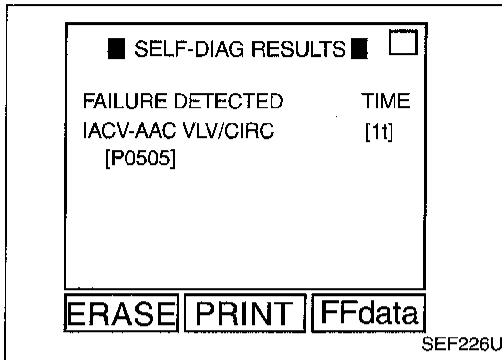 SELF-DIAG RESULTS
FAILURE DETECTED TIME
IACV-AAC VLV/CIRC [1t]
[P0505]
ERASE PRINT FFdata
SEF226U